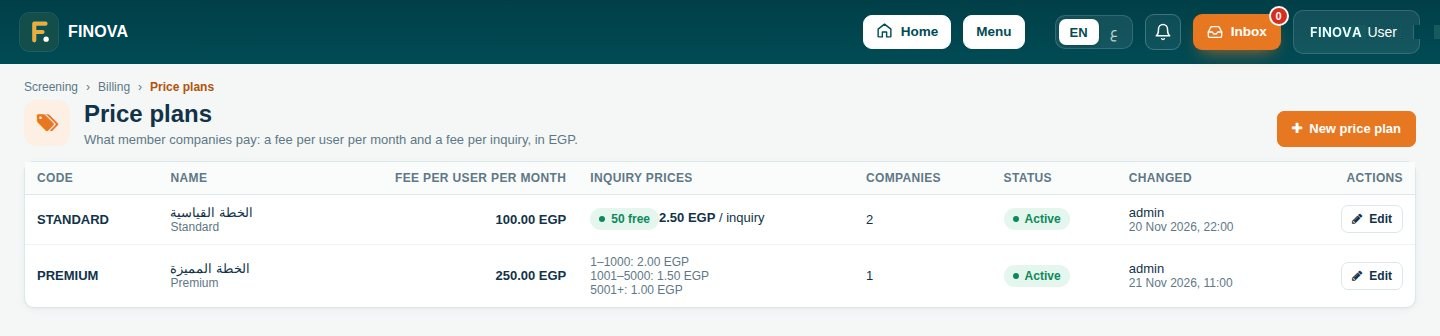 FINOVA
Home
Menu
EN
ع
Inbox
0
FINOVA User
Screening › Billing › Price plans
Price plans
What member companies pay: a fee per user per month and a fee per inquiry, in EGP.
New price plan
CODE NAME FEE PER USER PER MONTH INQUIRY PRICES COMPANIES STATUS CHANGED ACTIONS
STANDARD
الخطة القياسية
Standard
100.00 EGP
50 free 2.50 EGP / inquiry
2
Active
admin
20 Nov 2026, 22:00
Edit
PREMIUM
الخطة المميزة
Premium
250.00 EGP
1–1000: 2.00 EGP
1001–5000: 1.50 EGP
5001+: 1.00 EGP
1
Active
admin
21 Nov 2026, 11:00
Edit